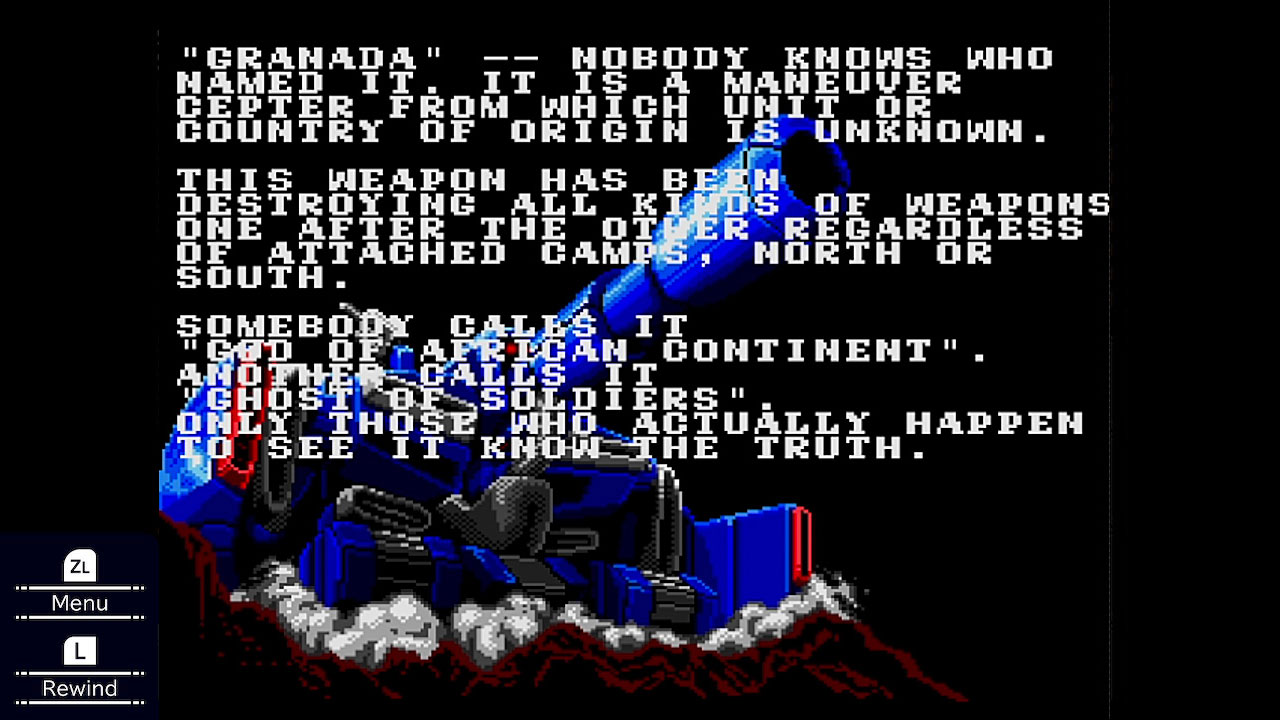 "GRANADA" -- NOBODY KNOWS WHO
NAMED IT. IT IS A MANEUVER
CEPTER FROM WHICH UNIT OR
COUNTRY OF ORIGIN IS UNKNOWN.
THIS WEAPON HAS BEEN
DESTROYING ALL KINDS OF WEAPONS
ONE AFTER THE OTHER REGARDLESS
OF ATTACHED CAMPS, NORTH OR
SOUTH.
SOMEBODY CALLS IT
"GOD OF AFRICAN CONTINENT".
ANOTHER CALLS IT
"GHOST OF SOLDIERS".
ONLY THOSE WHO ACTUALLY HAPPEN
TO SEE IT KNOW THE TRUTH.
ZL
Menu
L
Rewind